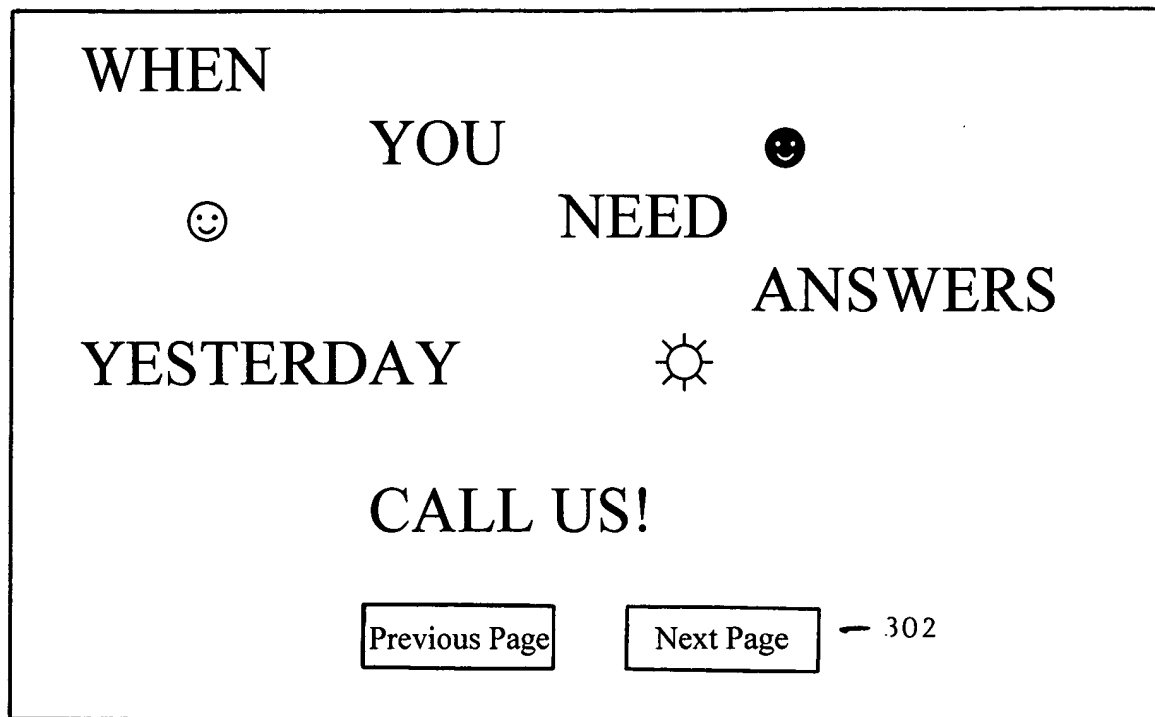 WHEN
YOU
NEED
ANSWERS
YESTERDAY
CALL US!
Previous Page Next Page 302